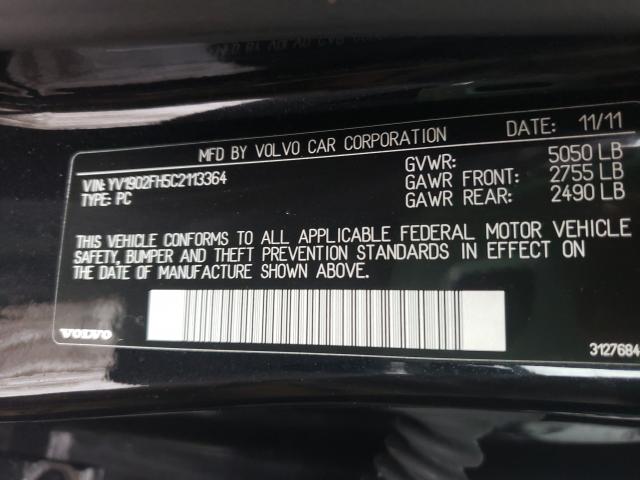 MFD BY VOLVO CAR CORPORATION DATE: 11/11
VIN: YV1902FH5C2113364
TYPE: PC
GVWR: 5050 LB
GAWR FRONT: 2755 LB
GAWR REAR: 2490 LB
THIS VEHICLE CONFORMS TO ALL APPLICABLE FEDERAL MOTOR VEHICLE
SAFETY, BUMPER AND THEFT PREVENTION STANDARDS IN EFFECT ON
THE DATE OF MANUFACTURE SHOWN ABOVE.
VOLVO
3127684